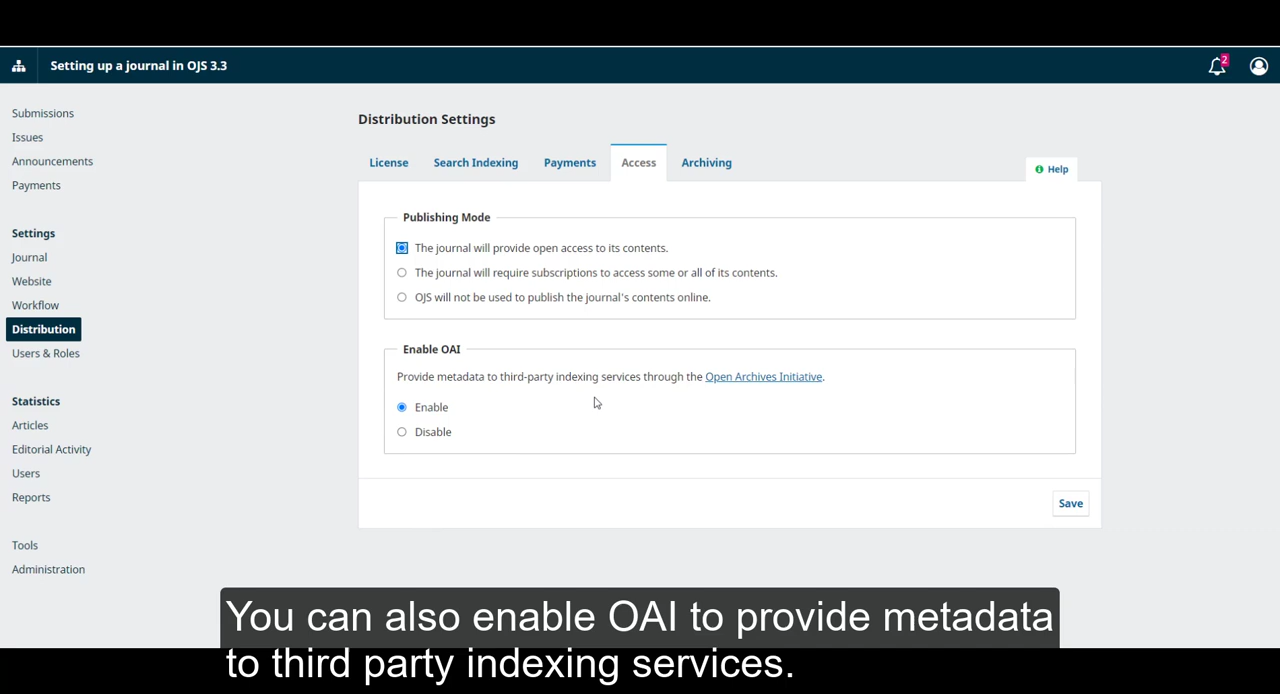 Setting up a journal in OJS 3.3
2
Submissions
Issues
Announcements
Payments
Settings
Journal
Website
Workflow
Distribution
Users & Roles
Statistics
Articles
Editorial Activity
Users
Reports
Tools
Administration
Distribution Settings
License Search Indexing Payments Access Archiving
Help
Publishing Mode
The journal will provide open access to its contents.
The journal will require subscriptions to access some or all of its contents.
OJS will not be used to publish the journal's contents online.
Enable OAI
Provide metadata to third-party indexing services through the Open Archives Initiative.
Enable
Disable
Save
You can also enable OAI to provide metadata
to third party indexing services.